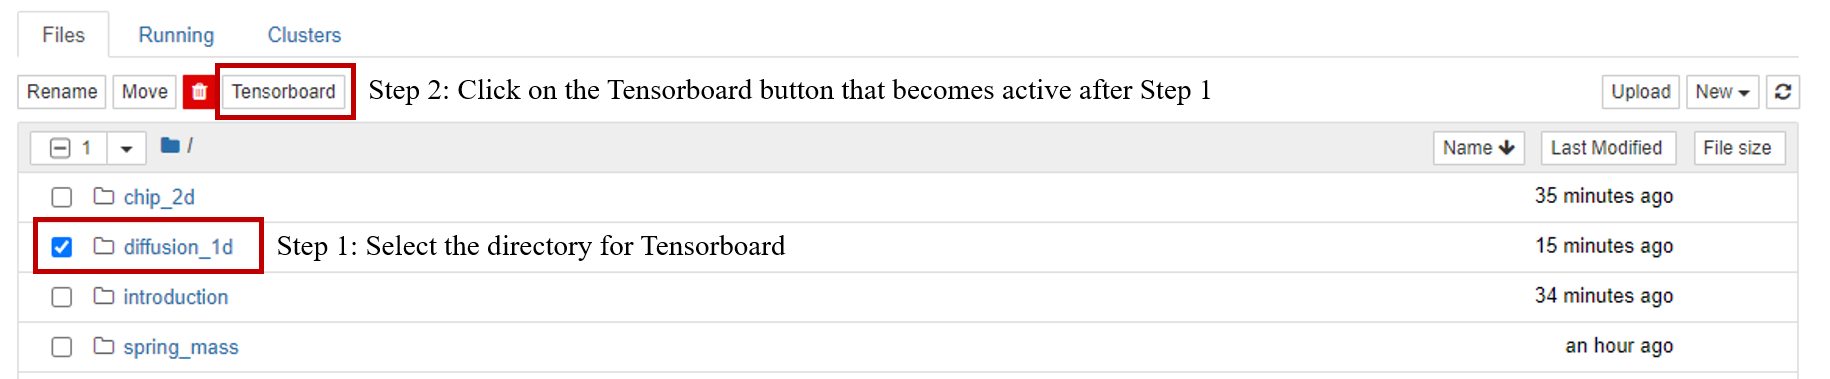 Files Running Clusters
Rename Move Tensorboard Step 2: Click on the Tensorboard button that becomes active after Step 1 Upload New
1 / Name Last Modified File size
chip_2d 35 minutes ago
diffusion_1d Step 1: Select the directory for Tensorboard 15 minutes ago
introduction 34 minutes ago
spring_mass an hour ago